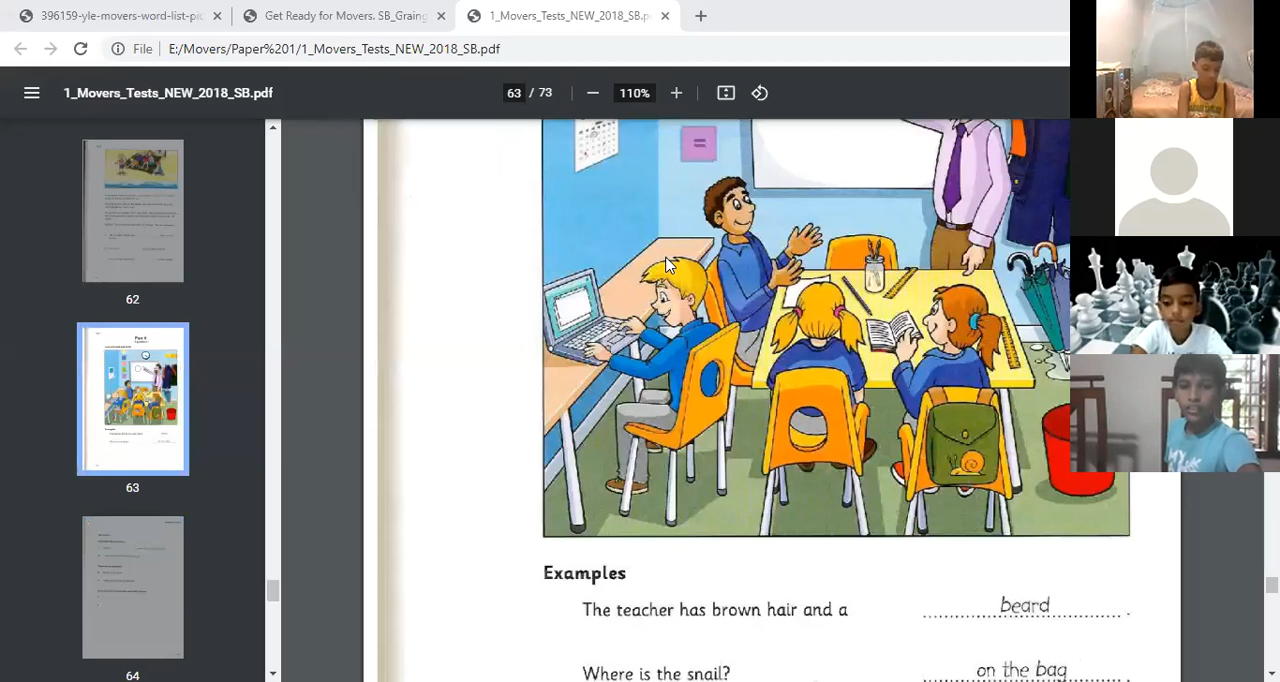 396159-yle-movers-word-list-pic
Get Ready for Movers. SB_Graing
1_Movers_Tests_NEW_2018_SB.p
File
E:/Movers/Paper%201/1_Movers_Tests_NEW_2018_SB.pdf
1_Movers_Tests_NEW_2018_SB.pdf
63 / 73
110%
62
63
64
=
Examples
The teacher has brown hair and a beard .
Where is the snail? on the bag